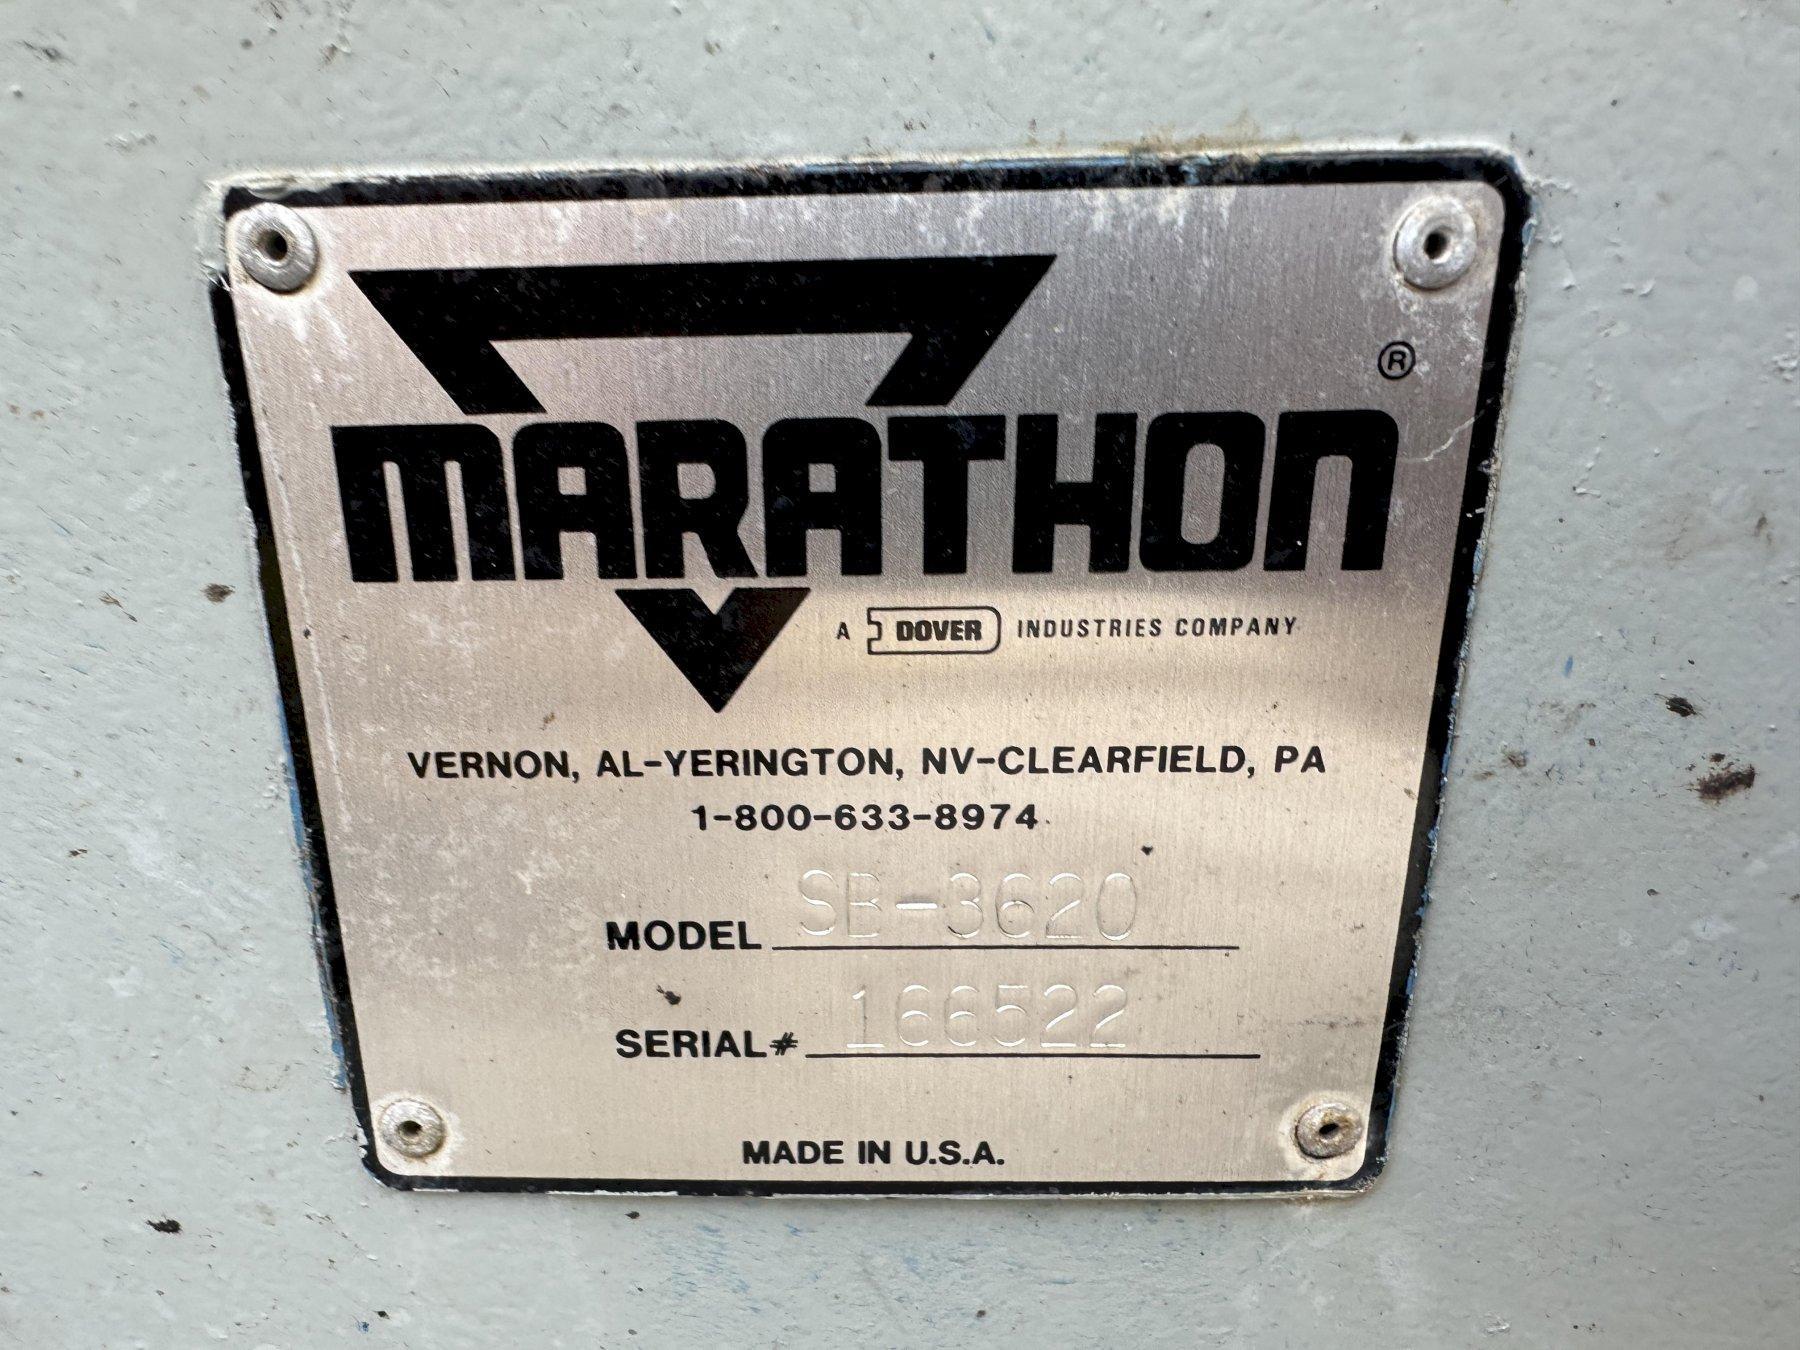 MARATHON ®
A DOVER INDUSTRIES COMPANY
VERNON, AL-YERINGTON, NV-CLEARFIELD, PA
1-800-633-8974
MODEL SB-3620
SERIAL# 166522
MADE IN U.S.A.